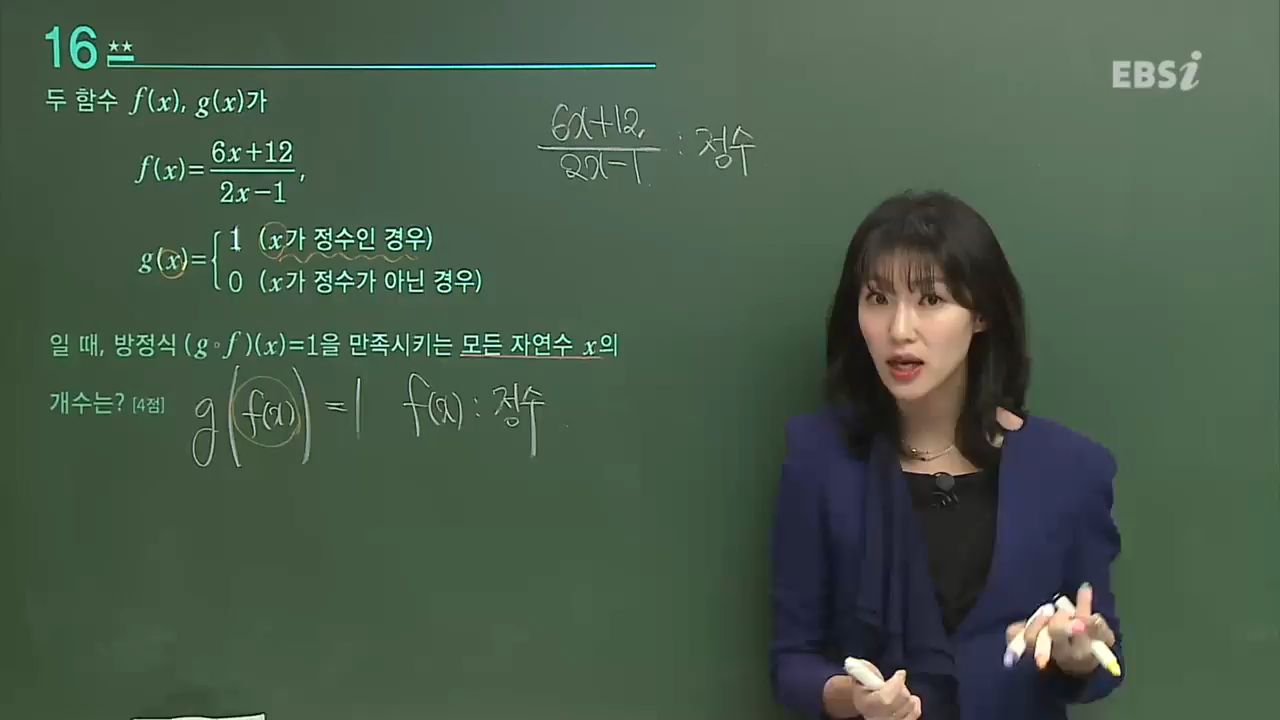 16 ★★
EBSi
두 함수 f(x), g(x)가
f(x)=6x+12/2x−1,
6x+12/2x−1 : 정수
g(x)={1 (x가 정수인 경우)
0 (x가 정수가 아닌 경우)
일 때, 방정식 (g∘f)(x)=1을 만족시키는 모든 자연수 x의
개수는? [4점]
g(f(x))=1 f(x) : 정수